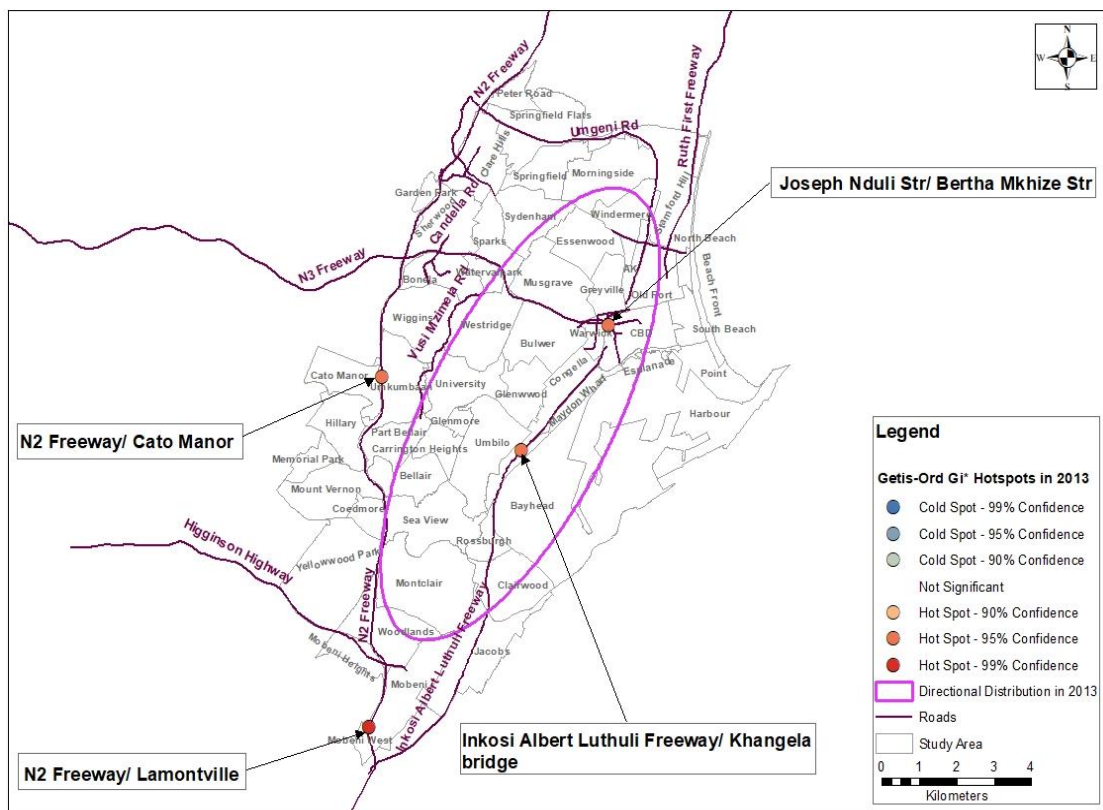 N
W E
S
N2 Freeway
Peter Road
Springfield Flats
Umgeni Rd
Ruth First Freeway
Clare Hills
Springfield
Morningside
Joseph Nduli Str/ Bertha Mkhize Str
Garden Park
Sherwood
Candella Rd
Sydenham
Windermere
Stamford Hill
Essenwood
North Beach
Sparks
N3 Freeway
Watervalpark
Bonela
Musgrave
AK
Greyville
Old Fort
Beach Front
Wiggins
Vusi Mzimela Rd
Westridge
Warwick
CBD
South Beach
Bulwer
Congella
Esplanade
Point
Cato Manor
Umkumbaan
University
Glenwwod
Maydon Wharf
Harbour
N2 Freeway/ Cato Manor
Hillary
Glenmore
Part Bellair
Umbilo
Carrington Heights
Memorial Park
Bellair
Mount Vernon
Coedmore
Bayhead
Sea View
Higginson Highway
Rossburgh
Yellowwood Park
N2 Freeway
Montclair
Clairwood
Woodlands
Mobeni Heights
Jacobs
Mobeni
Inkosi Albert Luthuli Freeway
Mobeni West
N2 Freeway/ Lamontville
Inkosi Albert Luthuli Freeway/ Khangela
bridge
Legend
Getis-Ord Gi* Hotspots in 2013
Cold Spot - 99% Confidence
Cold Spot - 95% Confidence
Cold Spot - 90% Confidence
Not Significant
Hot Spot - 90% Confidence
Hot Spot - 95% Confidence
Hot Spot - 99% Confidence
Directional Distribution in 2013
Roads
Study Area
0 1 2 3 4
Kilometers